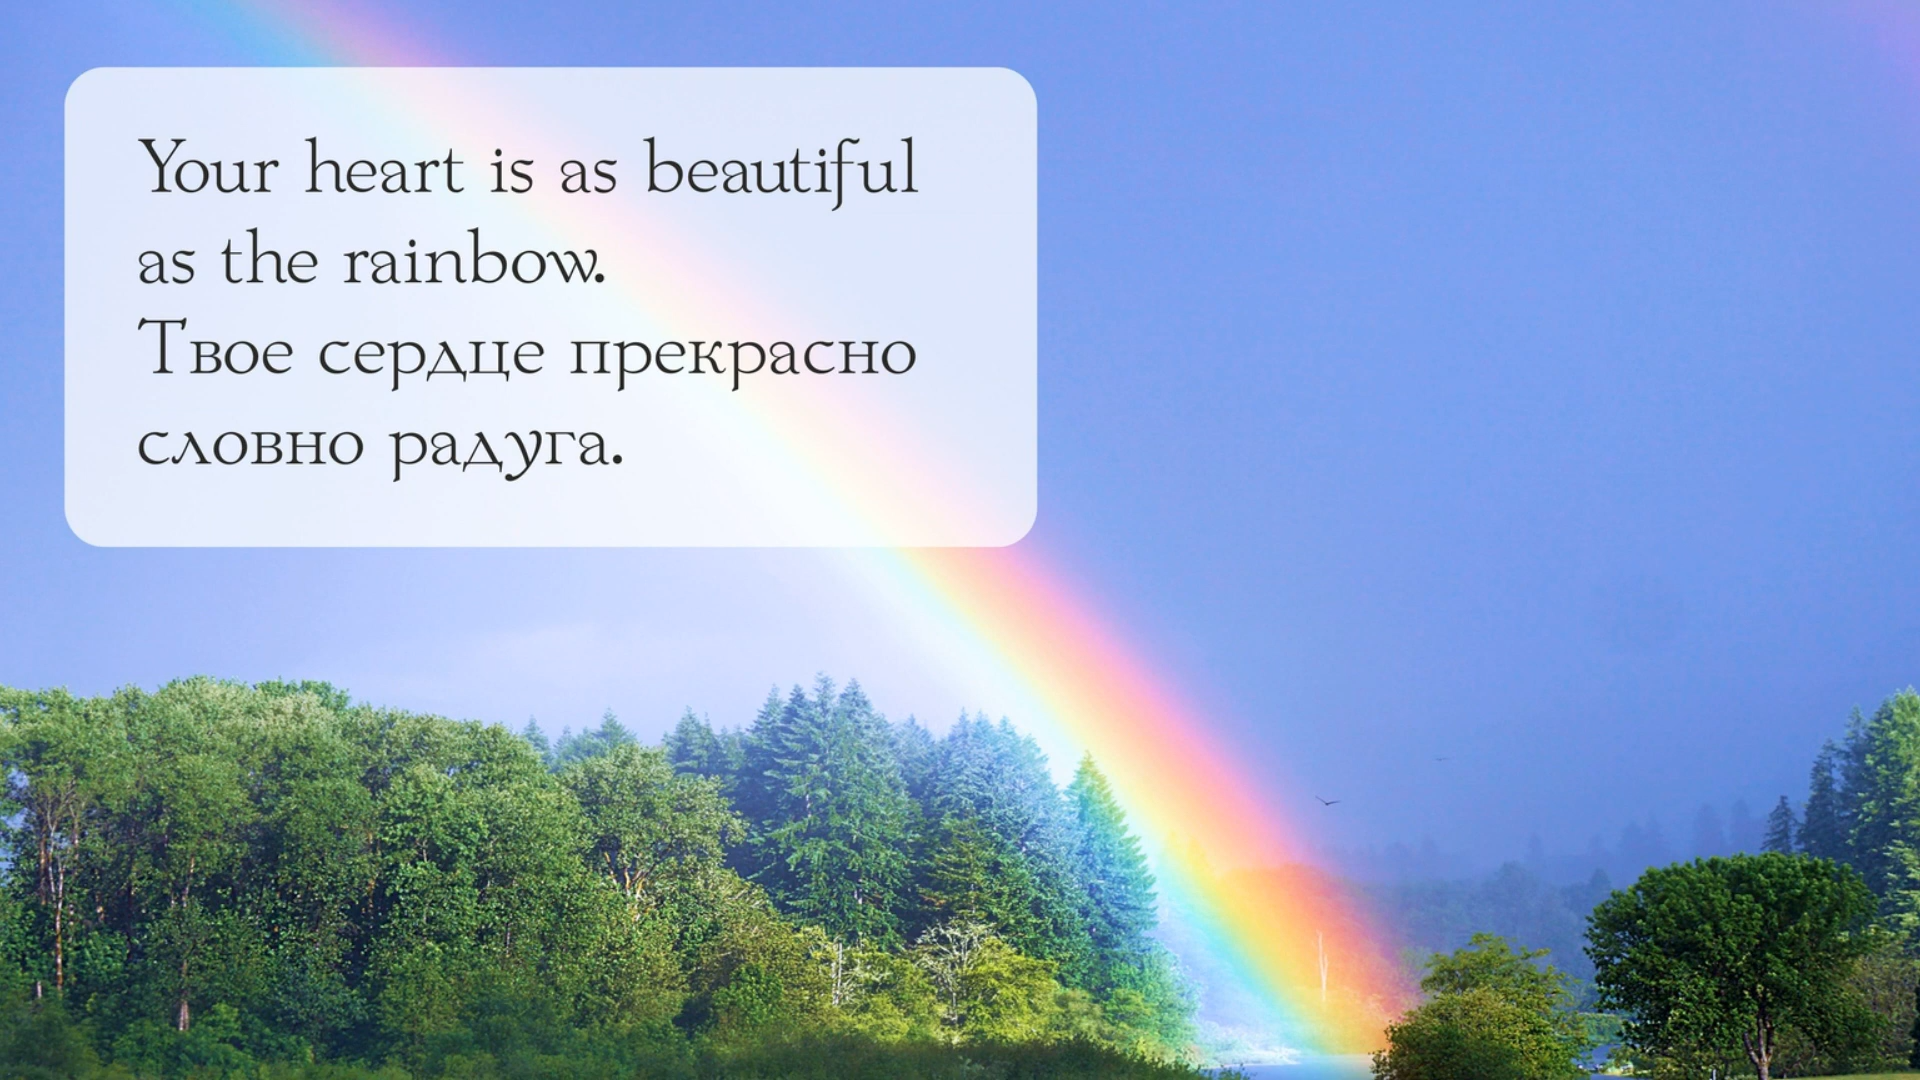 Your heart is as beautiful
as the rainbow.
Твое сердце прекрасно
словно радуга.